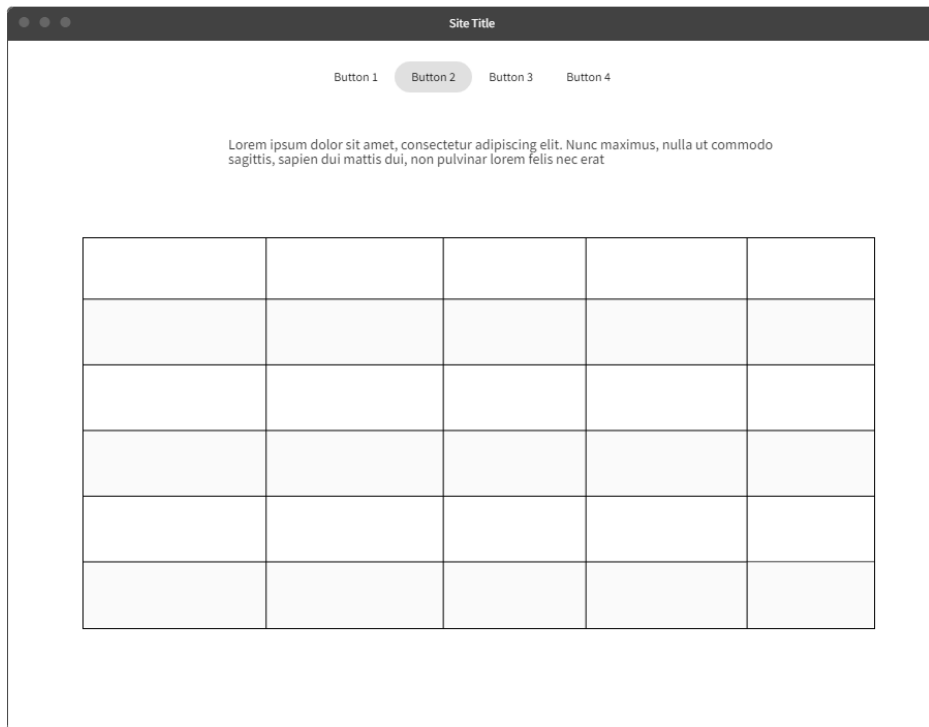 Site Title
Button 1 Button 2 Button 3 Button 4
Lorem ipsum dolor sit amet, consectetur adipiscing elit. Nunc maximus, nulla ut commodo
sagittis, sapien dui mattis dui, non pulvinar lorem felis nec erat